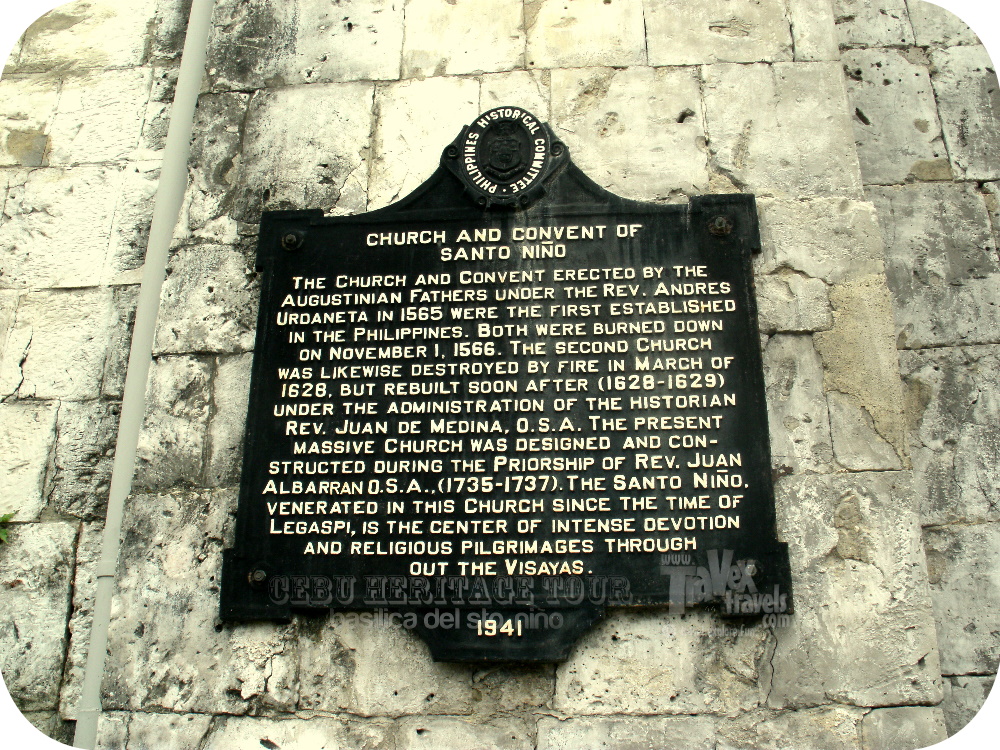 PHILIPPINES HISTORICAL COMMITTEE
CHURCH AND CONVENT OF
SANTO NIÑO
THE CHURCH AND CONVENT ERECTED BY THE
AUGUSTINIAN FATHERS UNDER THE REV. ANDRES
URDANETA IN 1565 WERE THE FIRST ESTABLISHED
IN THE PHILIPPINES. BOTH WERE BURNED DOWN
ON NOVEMBER 1, 1566. THE SECOND CHURCH
WAS LIKEWISE DESTROYED BY FIRE IN MARCH OF
1628, BUT REBUILT SOON AFTER (1628-1629)
UNDER THE ADMINISTRATION OF THE HISTORIAN
REV. JUAN DE MEDINA, O.S.A. THE PRESENT
MASSIVE CHURCH WAS DESIGNED AND CON-
STRUCTED DURING THE PRIORSHIP OF REV. JUAN
ALBARRAN O.S.A., (1735-1737). THE SANTO NIÑO.
VENERATED IN THIS CHURCH SINCE THE TIME OF
LEGASPI, IS THE CENTER OF INTENSE DEVOTION
AND RELIGIOUS PILGRIMAGES THROUGH
OUT THE VISAYAS.
1941
CEBU HERITAGE TOUR
basilica del sto nino
www.
TraVex
travels
.com